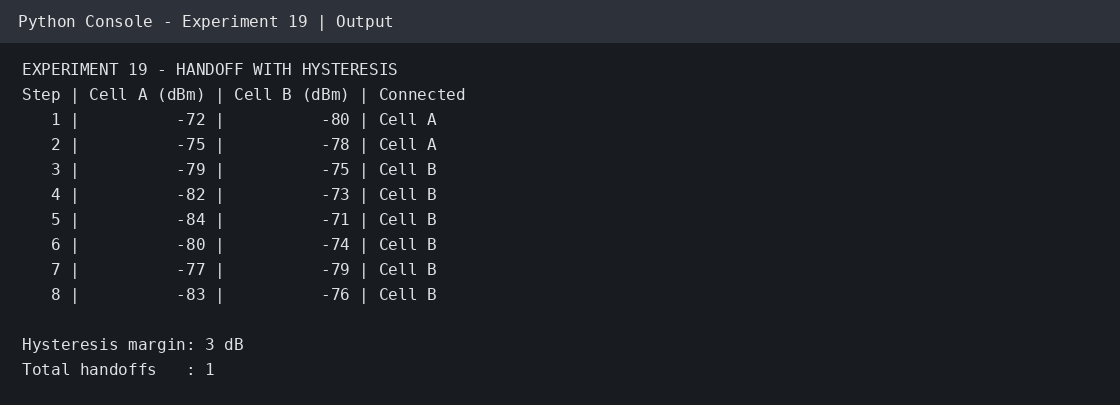 Python Console - Experiment 19 | Output
EXPERIMENT 19 - HANDOFF WITH HYSTERESIS
Step | Cell A (dBm) | Cell B (dBm) | Connected
   1 |          -72 |          -80 | Cell A
   2 |          -75 |          -78 | Cell A
   3 |          -79 |          -75 | Cell B
   4 |          -82 |          -73 | Cell B
   5 |          -84 |          -71 | Cell B
   6 |          -80 |          -74 | Cell B
   7 |          -77 |          -79 | Cell B
   8 |          -83 |          -76 | Cell B
Hysteresis margin: 3 dB
Total handoffs   : 1